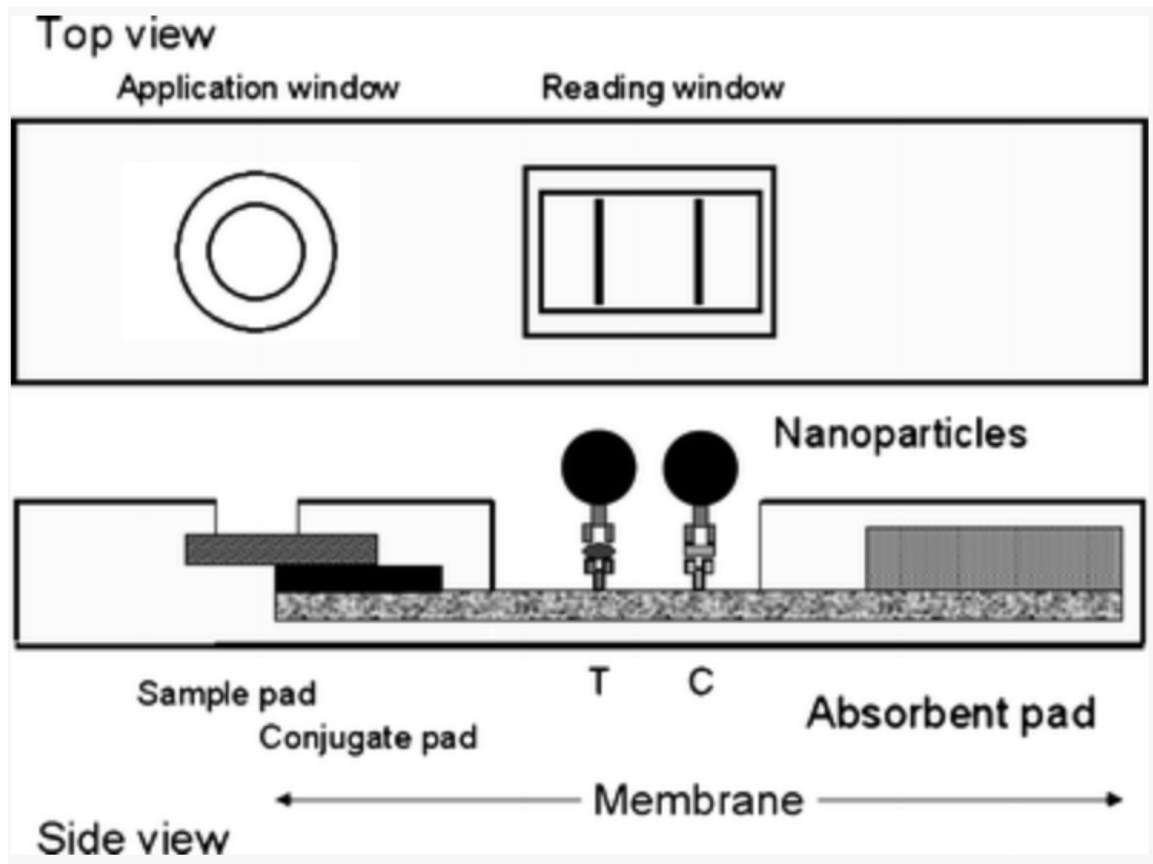 Top view
Application window Reading window
Nanoparticles
T C
Sample pad
Absorbent pad
Conjugate pad
Membrane
Side view